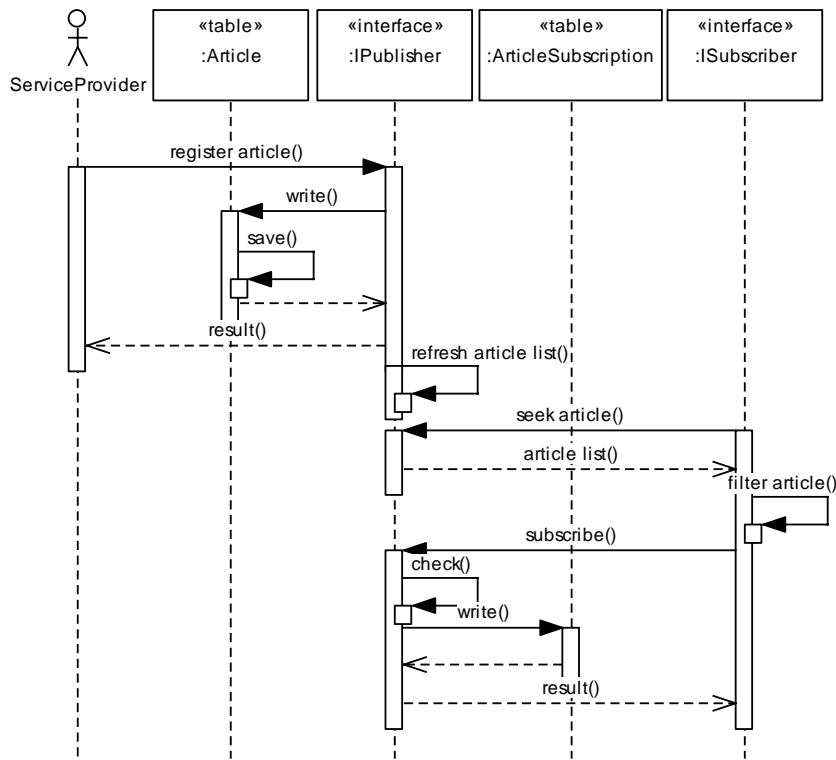 «table»
:Article
«interface»
:IPublisher
«table»
:ArticleSubscription
«interface»
:ISubscriber
ServiceProvider
register article()
write()
save()
result()
refresh article list()
seek article()
article list()
filter article()
subscribe()
check()
write()
result()